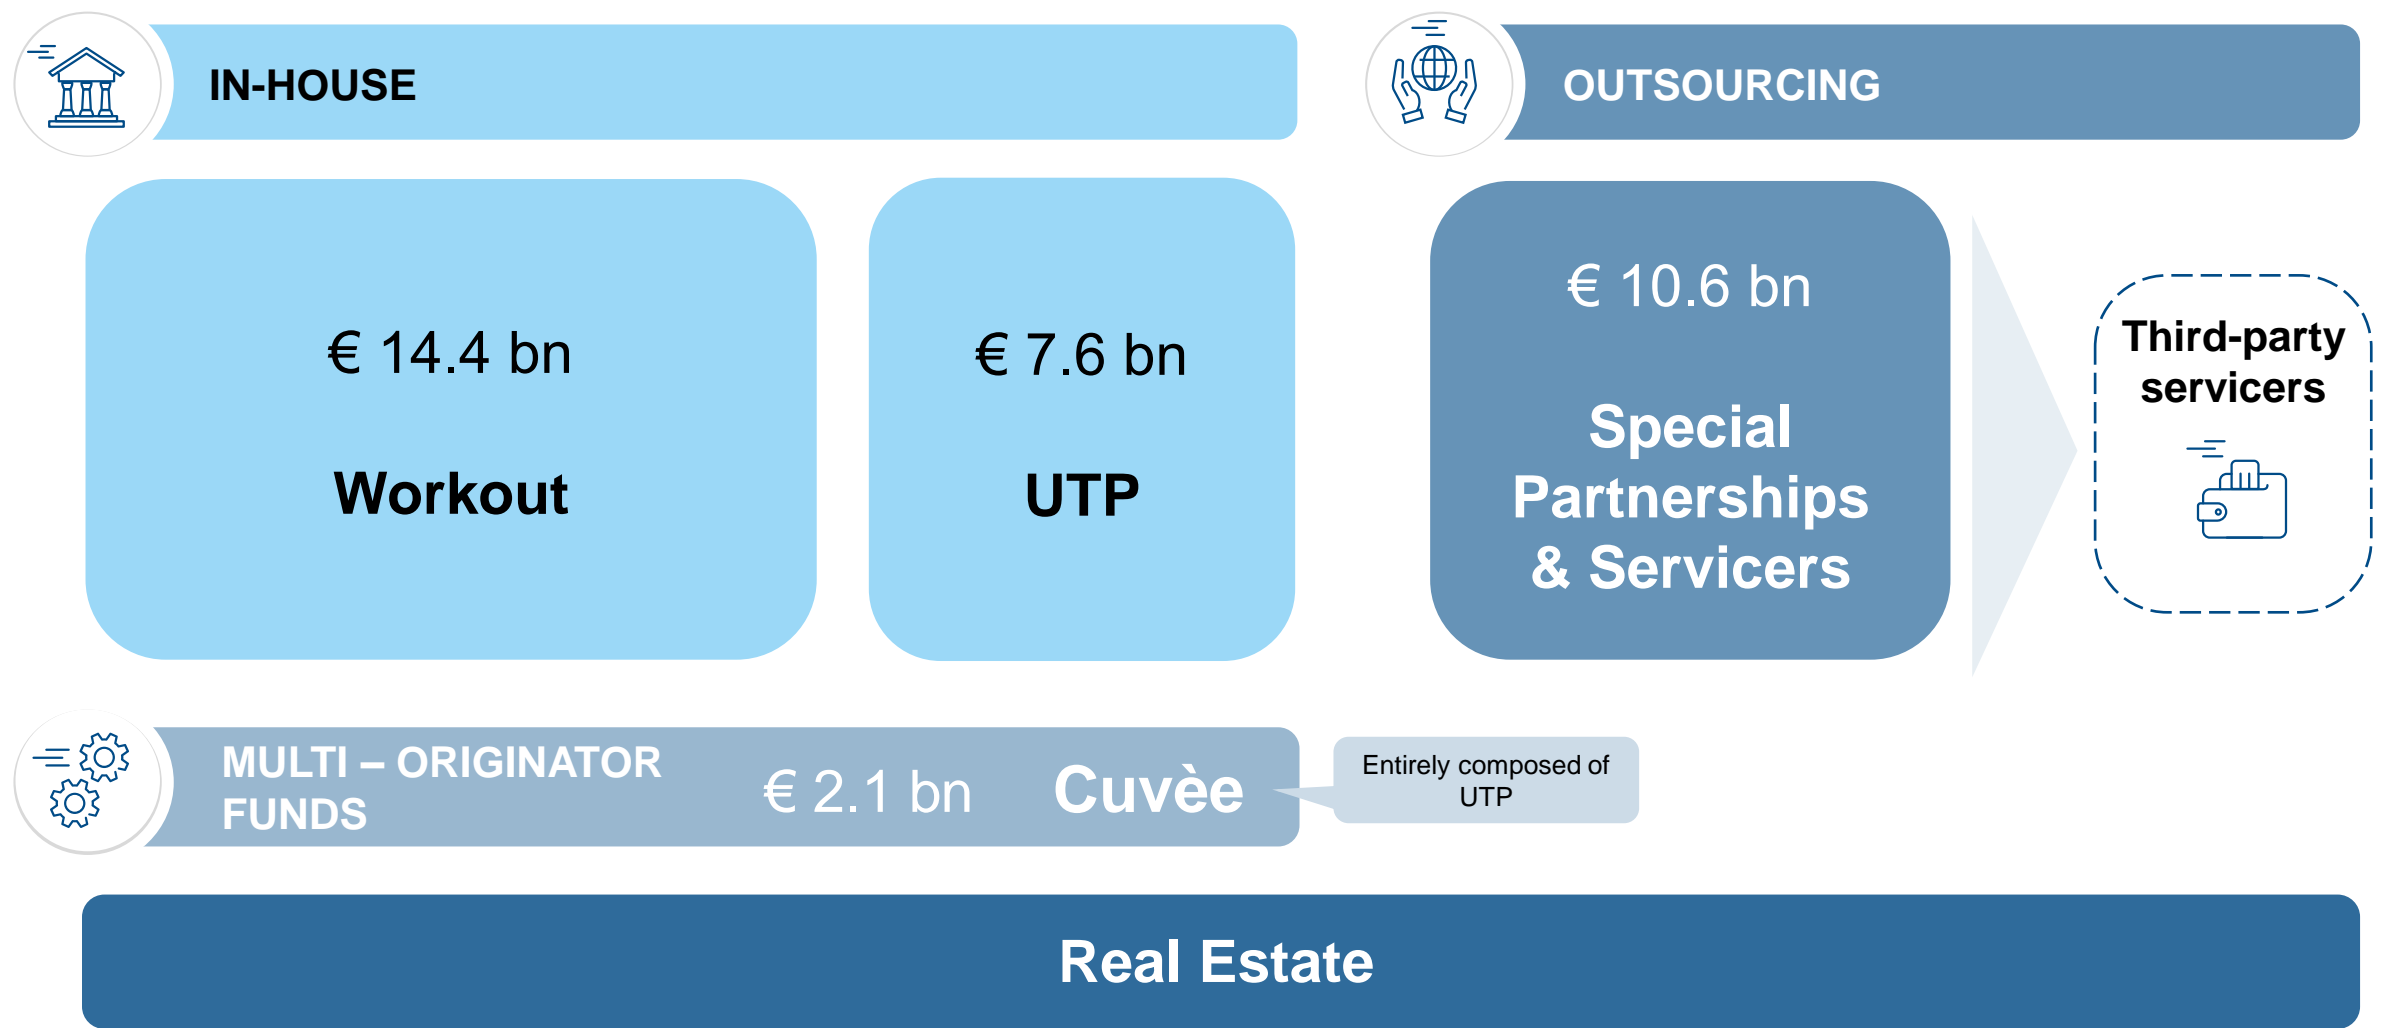 IN-HOUSE
OUTSOURCING
€ 14.4 bn
Workout
€ 7.6 bn
UTP
€ 10.6 bn
Special
Partnerships
& Servicers
Third-party
servicers
MULTI – ORIGINATOR
FUNDS
€ 2.1 bn
Cuvèe
Entirely composed of
UTP
Real Estate